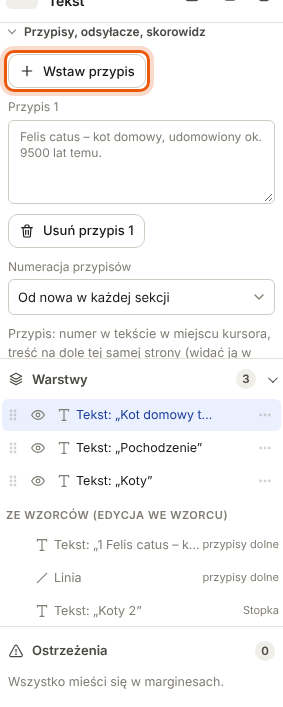 Tekst
Przypisy, odsyłacze, skorowidz
Wstaw przypis
Przypis 1
Felis catus – kot domowy, udomowiony ok.
9500 lat temu.
Usuń przypis 1
Numeracja przypisów
Od nowa w każdej sekcji
Przypis: numer w tekście w miejscu kursora,
treść na dole tej samej strony (widać ją w
Warstwy 3
Tekst: „Kot domowy t...
Tekst: „Pochodzenie”
Tekst: „Koty”
ZE WZORCÓW (EDYCJA WE WZORCU)
Tekst: „1 Felis catus – k... przypisy dolne
Linia przypisy dolne
Tekst: „Koty 2” Stopka
Ostrzeżenia 0
Wszystko mieści się w marginesach.